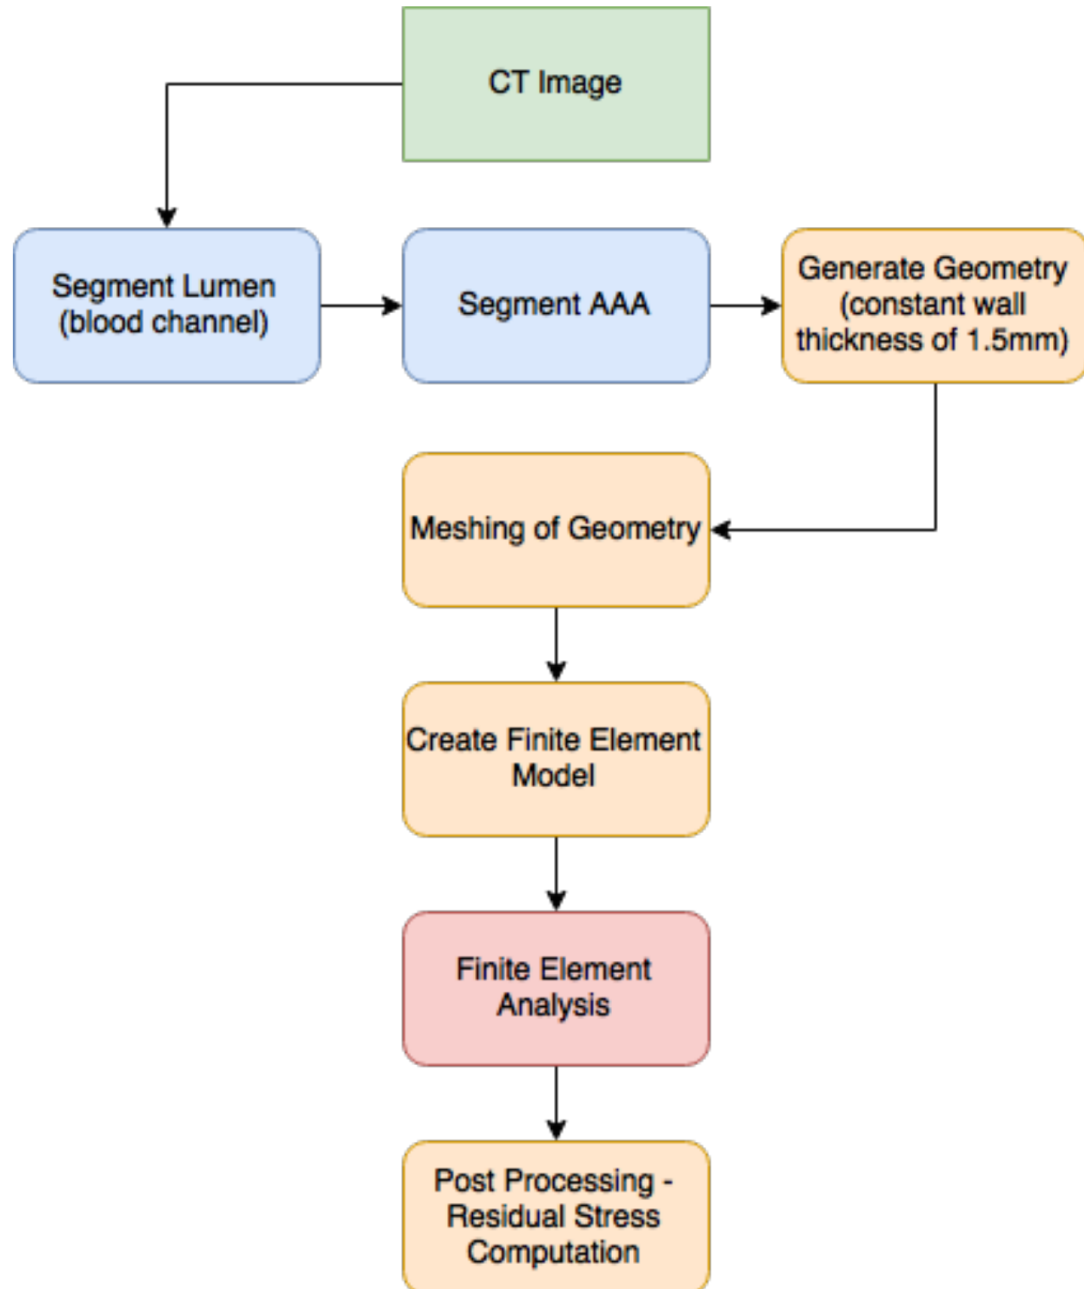 CT Image
Segment Lumen
(blood channel)
Segment AAA
Generate Geometry
(constant wall
thickness of 1.5mm)
Meshing of Geometry
Create Finite Element
Model
Finite Element
Analysis
Post Processing -
Residual Stress
Computation